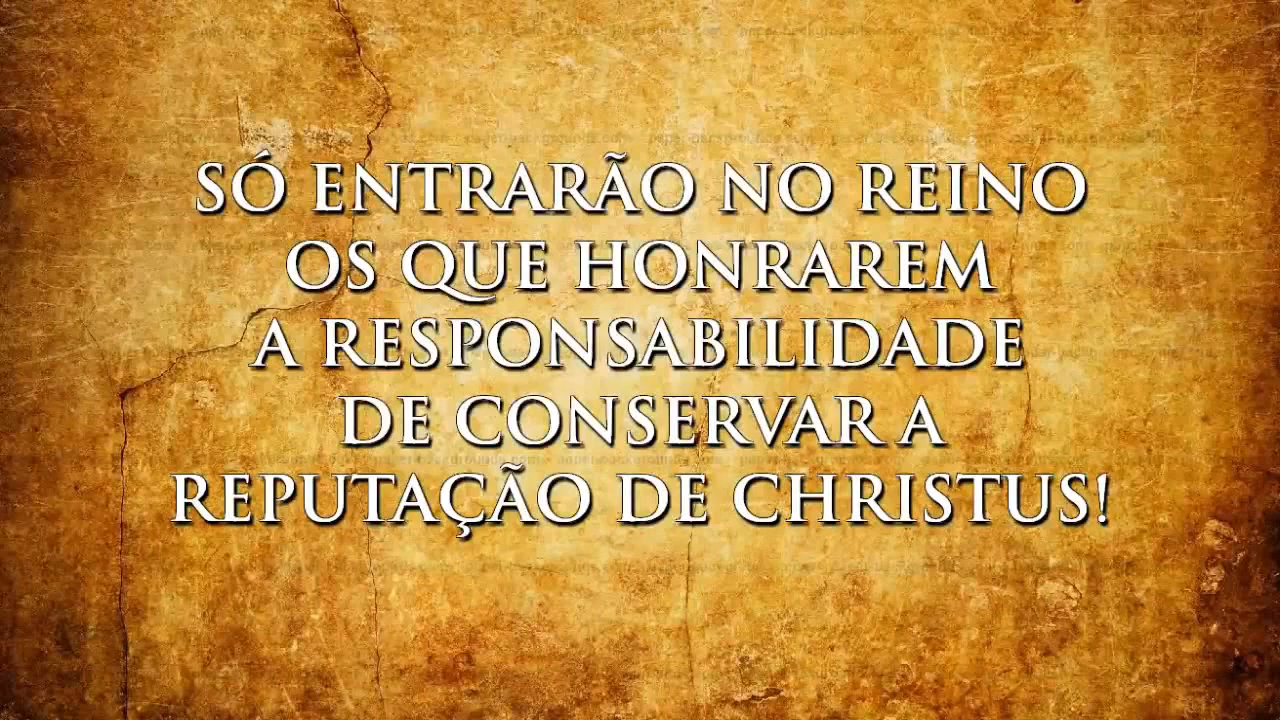 SÓ ENTRARÃO NO REINO
OS QUE HONRAREM
A RESPONSABILIDADE
DE CONSERVAR A
REPUTAÇÃO DE CHRISTUS!